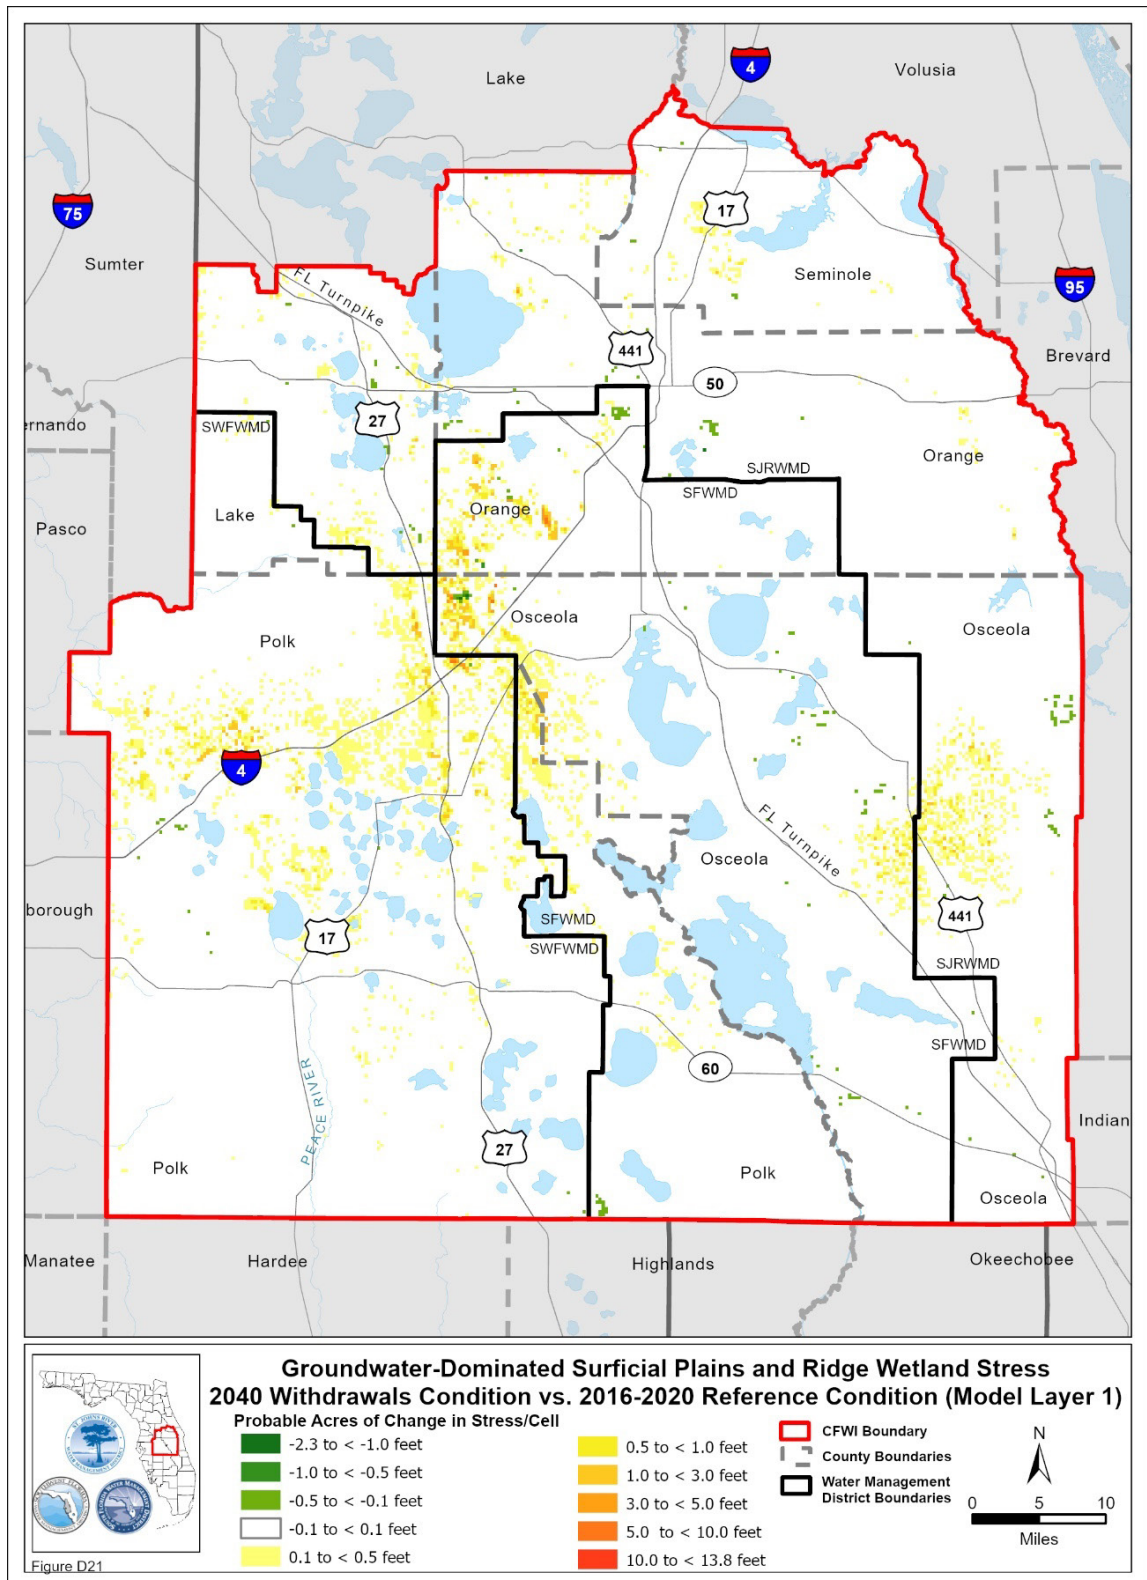 Lake
Volusia
4
75
17
Sumter
FL Turnpike
Seminole
95
441
Brevard
50
27
ernando
SWFWMD
Orange
SJRWMD
SFWMD
Lake
Orange
Pasco
Osceola
Osceola
Polk
4
FL Turnpike
Osceola
borough
SFWMD
441
17
SWFWMD
SJRWMD
SFWMD
60
PEACE RIVER
Indian
27
Polk
Polk
Osceola
Manatee
Hardee
Highlands
Okeechobee
Groundwater-Dominated Surficial Plains and Ridge Wetland Stress
2040 Withdrawals Condition vs. 2016-2020 Reference Condition (Model Layer 1)
Probable Acres of Change in Stress/Cell
-2.3 to < -1.0 feet
-1.0 to < -0.5 feet
-0.5 to < -0.1 feet
-0.1 to < 0.1 feet
0.1 to < 0.5 feet
0.5 to < 1.0 feet
1.0 to < 3.0 feet
3.0 to < 5.0 feet
5.0 to < 10.0 feet
10.0 to < 13.8 feet
CFWI Boundary
County Boundaries
Water Management
District Boundaries
N
0 5 10
Miles
Figure D21